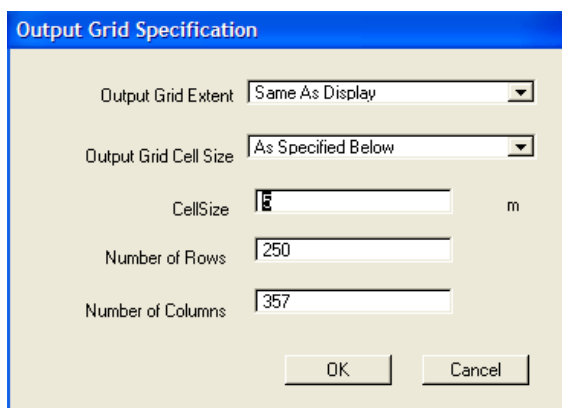 Output Grid Specification
Output Grid Extent Same As Display
Output Grid Cell Size As Specified Below
CellSize 5 m
Number of Rows 250
Number of Columns 357
OK Cancel